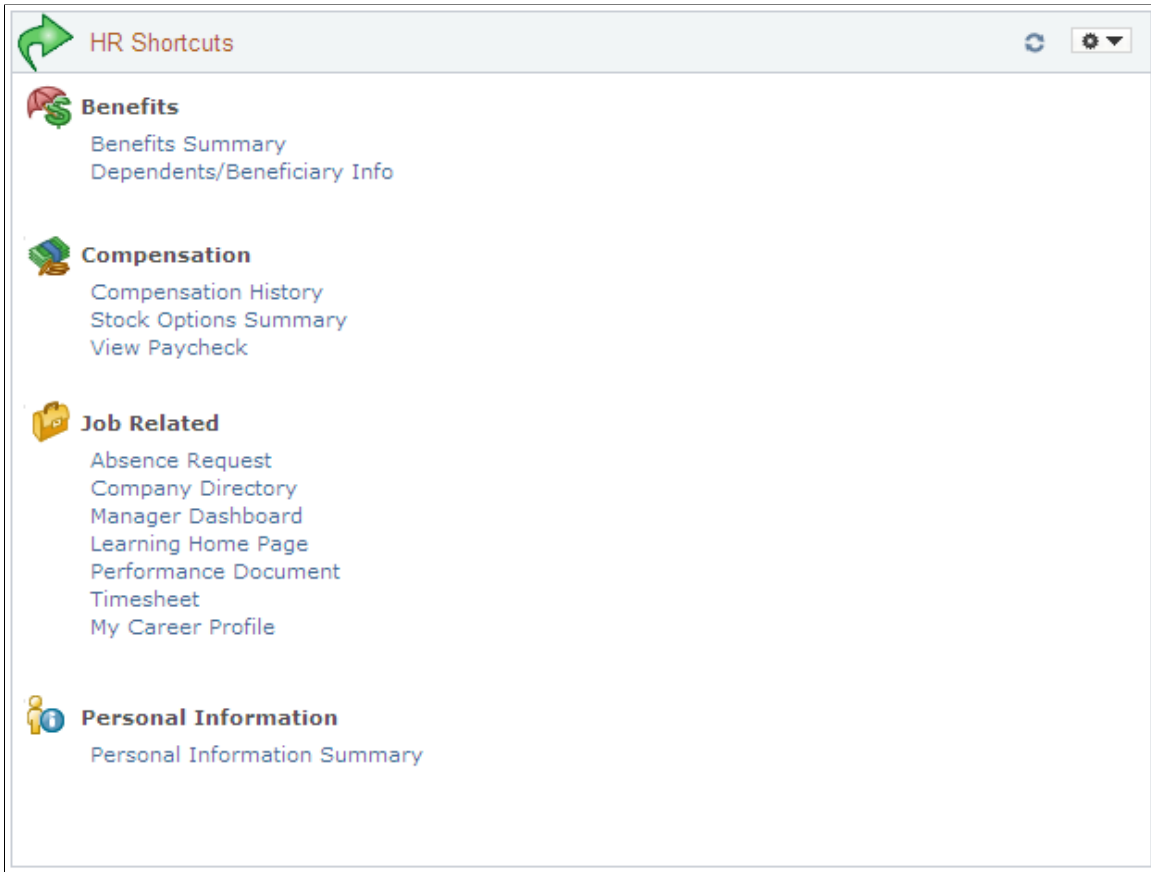 HR Shortcuts
Benefits
Benefits Summary
Dependents/Beneficiary Info
Compensation
Compensation History
Stock Options Summary
View Paycheck
Job Related
Absence Request
Company Directory
Manager Dashboard
Learning Home Page
Performance Document
Timesheet
My Career Profile
Personal Information
Personal Information Summary